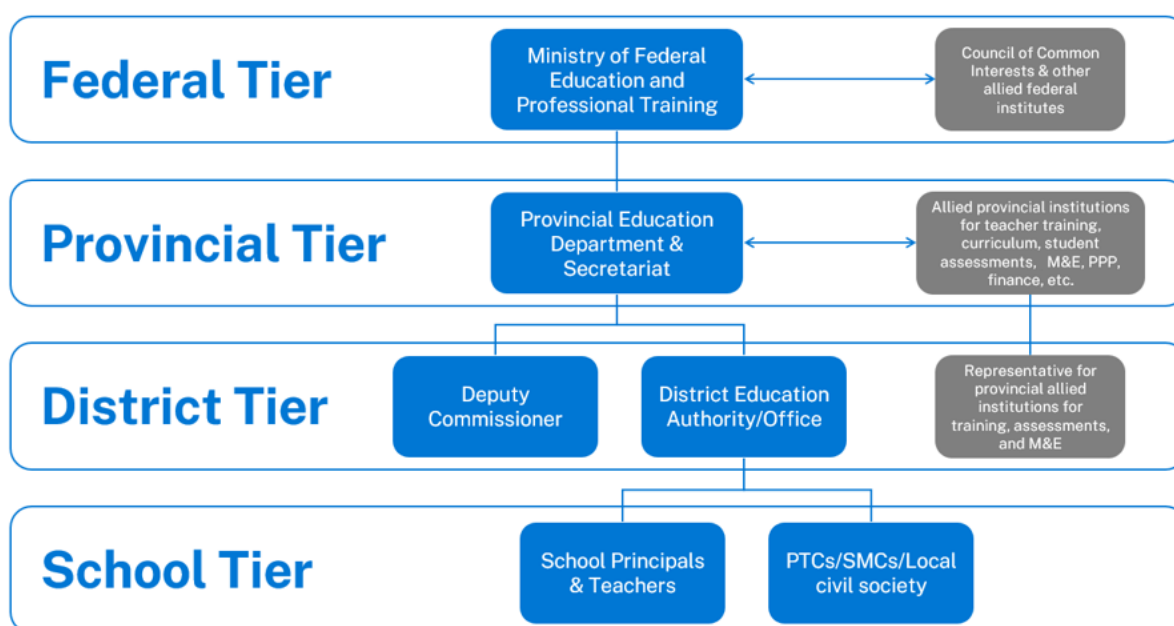 Federal Tier
Ministry of Federal
Education and
Professional Training
Council of Common
Interests & other
allied federal
institutes
Provincial Tier
Provincial Education
Department &
Secretariat
Allied provincial institutions
for teacher training,
curriculum, student
assessments, M&E, PPP,
finance, etc.
District Tier
Deputy
Commissioner
District Education
Authority/Office
Representative for
provincial allied
institutions for
training, assessments,
and M&E
School Tier
School Principals
& Teachers
PTCs/SMCs/Local
civil society